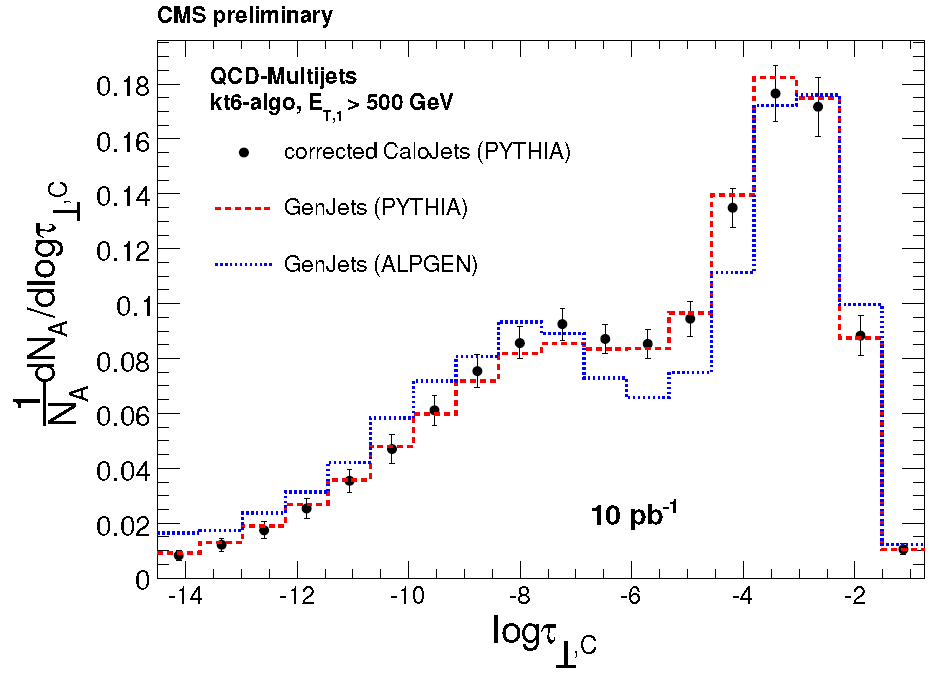 CMS preliminary
QCD-Multijets
kt6-algo, E_T,1 > 500 GeV
corrected CaloJets (PYTHIA)
GenJets (PYTHIA)
GenJets (ALPGEN)
10 pb⁻¹
1/N_A dN_A/dlogτ_⊥,C
0.18
0.16
0.14
0.12
0.1
0.08
0.06
0.04
0.02
0
-14 -12 -10 -8 -6 -4 -2
logτ_⊥,C